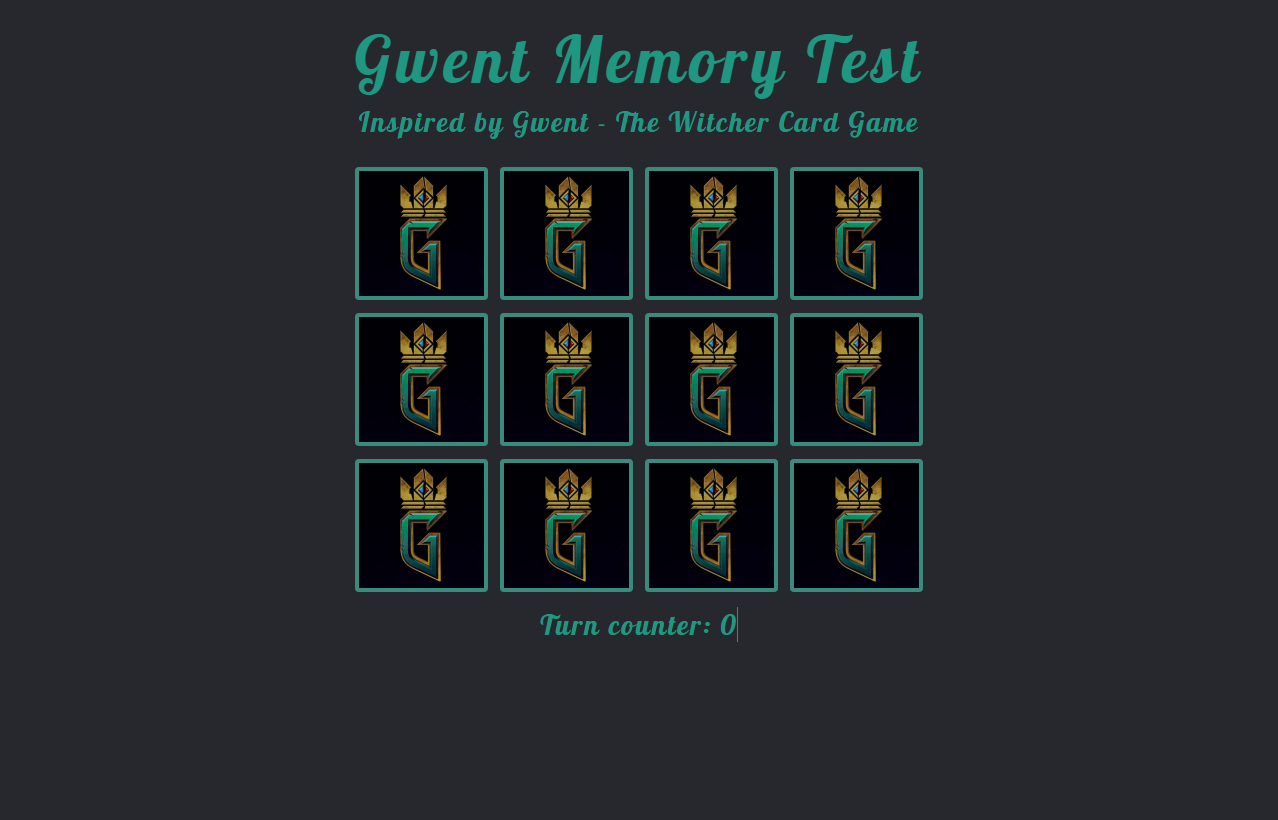 Gwent Memory Test
Inspired by Gwent - The Witcher Card Game
G G G G
G G G G
G G G G
Turn counter: 0